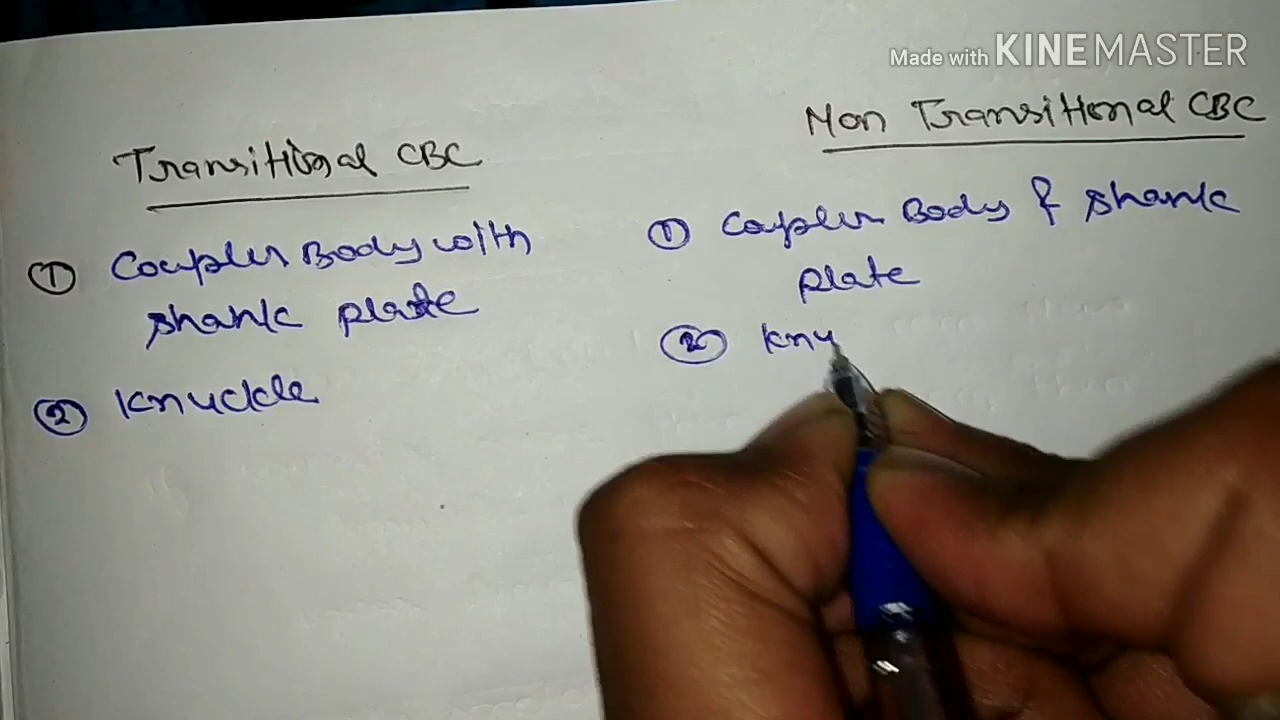 Made with KINEMASTER
Transitional CBC
① Coupler Body with
shank plate
② Knuckle
Non Transitional CBC
① Coupler Body & shank
plate
② Knu